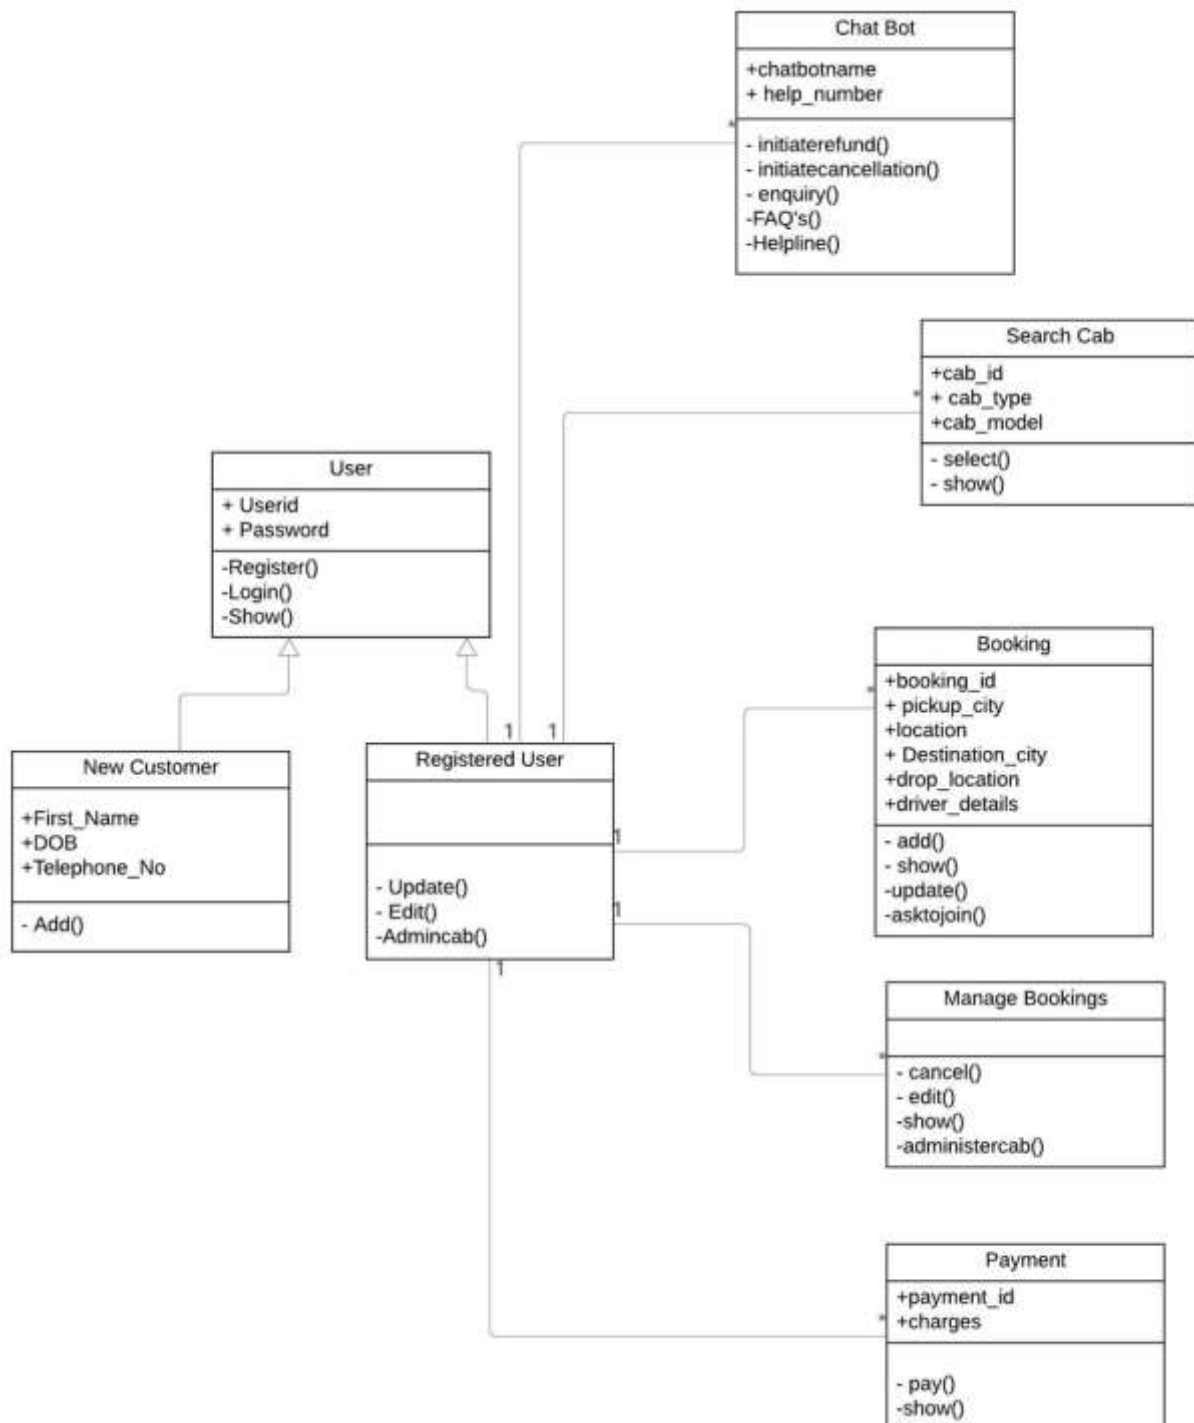 Chat Bot
+chatbotname
+ help_number
*
- initiaterefund()
- initiatecancellation()
- enquiry()
-FAQ's()
-Helpline()
Search Cab
+cab_id
*
+ cab_type
+cab_model
- select()
- show()
User
+ Userid
+ Password
-Register()
-Login()
-Show()
Booking
+booking_id
*
+ pickup_city
+location
+ Destination_city
+drop_location
+driver_details
- add()
- show()
-update()
-asktojoin()
1
1
New Customer
+First_Name
+DOB
+Telephone_No
- Add()
Registered User
1
- Update()
- Edit()
-Admincab()
1
1
Manage Bookings
*
- cancel()
- edit()
-show()
-administercab()
Payment
+payment_id
+charges
*
- pay()
-show()